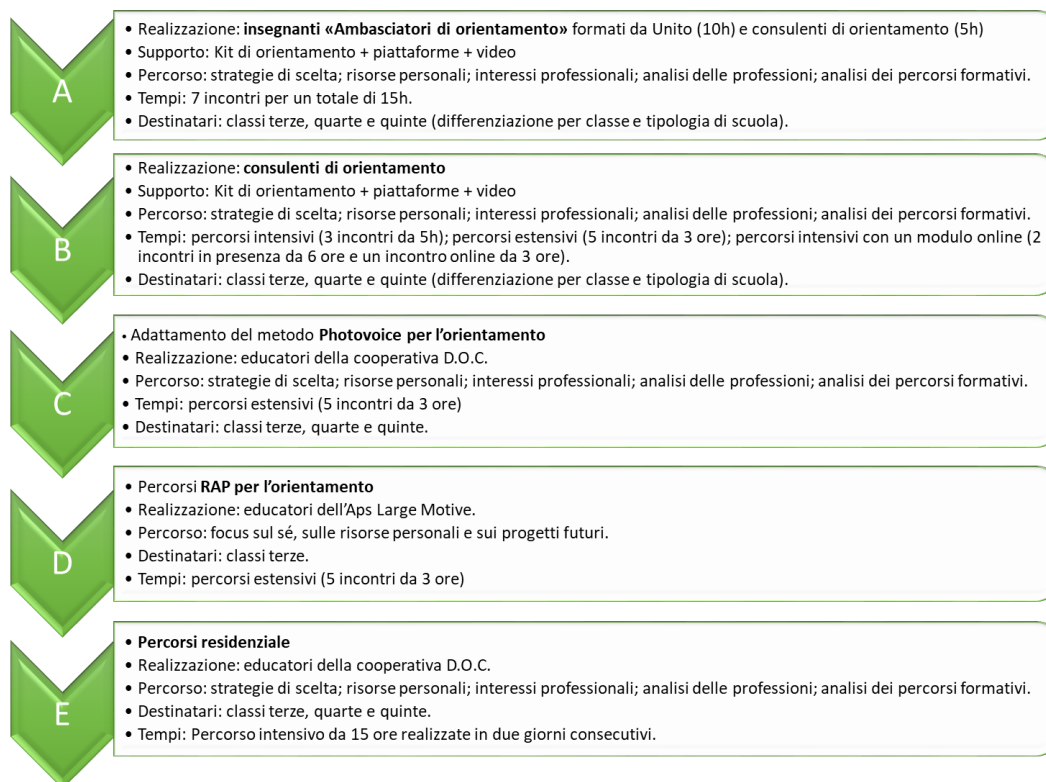 A
• Realizzazione: insegnanti «Ambasciatori di orientamento» formati da Unito (10h) e consulenti di orientamento (5h)
• Supporto: Kit di orientamento + piattaforme + video
• Percorso: strategie di scelta; risorse personali; interessi professionali; analisi delle professioni; analisi dei percorsi formativi.
• Tempi: 7 incontri per un totale di 15h.
• Destinatari: classi terze, quarte e quinte (differenziazione per classe e tipologia di scuola).
B
• Realizzazione: consulenti di orientamento
• Supporto: Kit di orientamento + piattaforme + video
• Percorso: strategie di scelta; risorse personali; interessi professionali; analisi delle professioni; analisi dei percorsi formativi.
• Tempi: percorsi intensivi (3 incontri da 5h); percorsi estensivi (5 incontri da 3 ore); percorsi intensivi con un modulo online (2
incontri in presenza da 6 ore e un incontro online da 3 ore).
• Destinatari: classi terze, quarte e quinte (differenziazione per classe e tipologia di scuola).
C
• Adattamento del metodo Photovoice per l'orientamento
• Realizzazione: educatori della cooperativa D.O.C.
• Percorso: strategie di scelta; risorse personali; interessi professionali; analisi delle professioni; analisi dei percorsi formativi.
• Tempi: percorsi estensivi (5 incontri da 3 ore)
• Destinatari: classi terze, quarte e quinte.
D
• Percorsi RAP per l'orientamento
• Realizzazione: educatori dell'Aps Large Motive.
• Percorso: focus sul sé, sulle risorse personali e sui progetti futuri.
• Destinatari: classi terze.
• Tempi: percorsi estensivi (5 incontri da 3 ore)
E
• Percorsi residenziale
• Realizzazione: educatori della cooperativa D.O.C.
• Percorso: strategie di scelta; risorse personali; interessi professionali; analisi delle professioni; analisi dei percorsi formativi.
• Destinatari: classi terze, quarte e quinte.
• Tempi: Percorso intensivo da 15 ore realizzate in due giorni consecutivi.